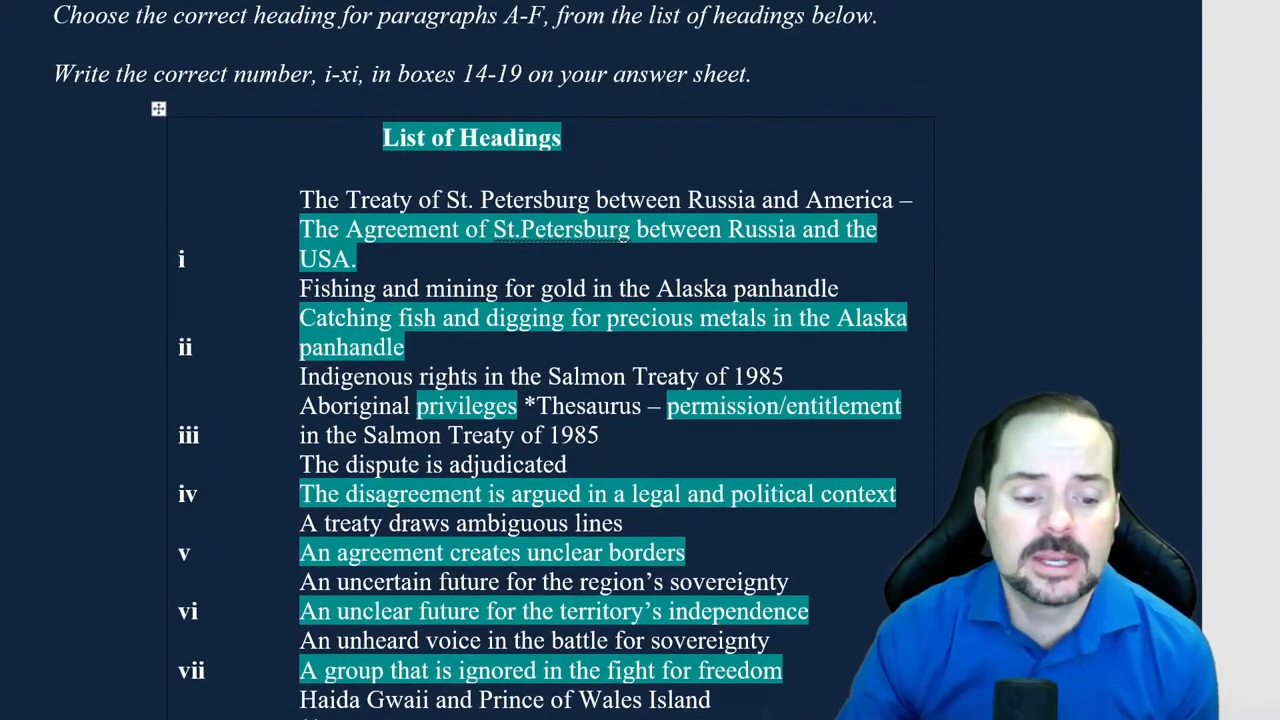 Choose the correct heading for paragraphs A-F, from the list of headings below.
Write the correct number, i-xi, in boxes 14-19 on your answer sheet.
List of Headings
The Treaty of St. Petersburg between Russia and America –
The Agreement of St.Petersburg between Russia and the
i USA.
Fishing and mining for gold in the Alaska panhandle
Catching fish and digging for precious metals in the Alaska
ii panhandle
Indigenous rights in the Salmon Treaty of 1985
Aboriginal privileges *Thesaurus – permission/entitlement
iii in the Salmon Treaty of 1985
The dispute is adjudicated
iv The disagreement is argued in a legal and political context
A treaty draws ambiguous lines
v An agreement creates unclear borders
An uncertain future for the region's sovereignty
vi An unclear future for the territory's independence
An unheard voice in the battle for sovereignty
vii A group that is ignored in the fight for freedom
Haida Gwaii and Prince of Wales Island